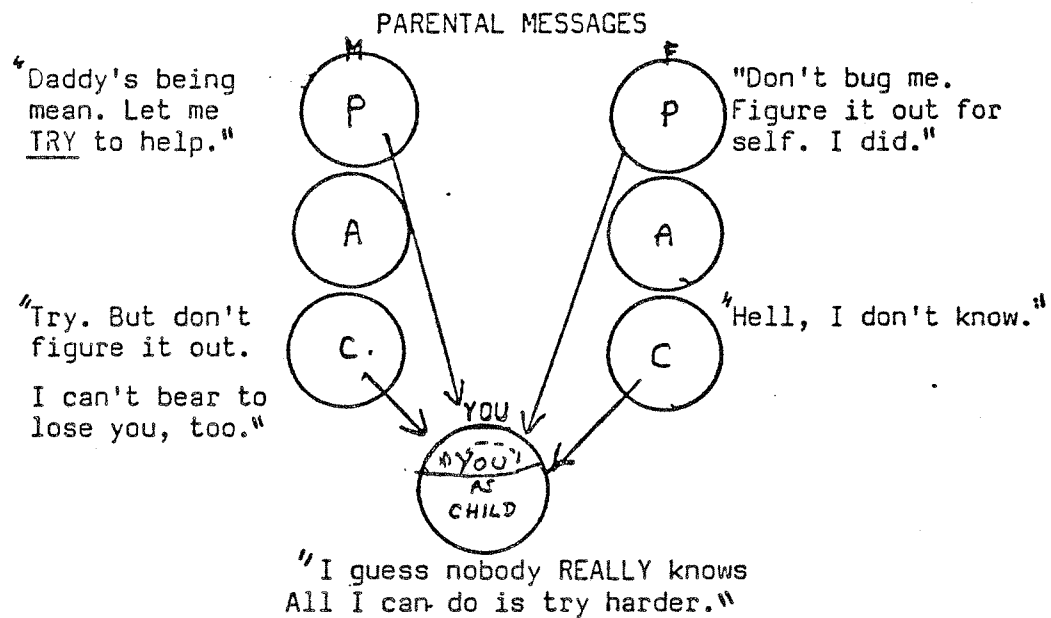 PARENTAL MESSAGES
M
F
"Daddy's being
mean. Let me
TRY to help."
P
P
"Don't bug me.
Figure it out for
self. I did."
A
A
"Try. But don't
figure it out.
I can't bear to
lose you, too."
C.
C
"Hell, I don't know."
YOU
"YOU"
AS
CHILD
"I guess nobody REALLY knows
All I can do is try harder."